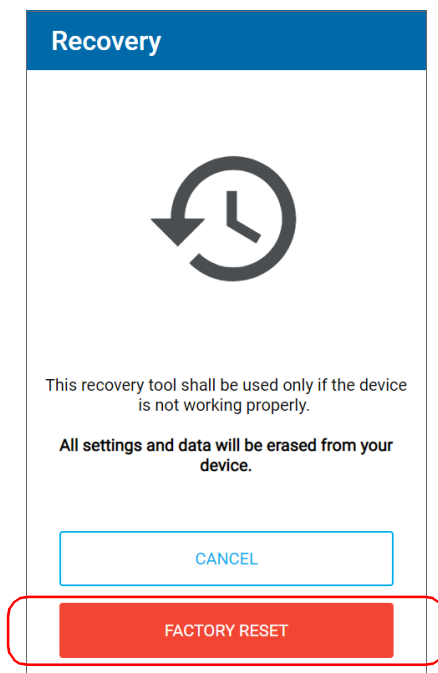 Recovery
This recovery tool shall be used only if the device
is not working properly.
All settings and data will be erased from your
device.
CANCEL
FACTORY RESET